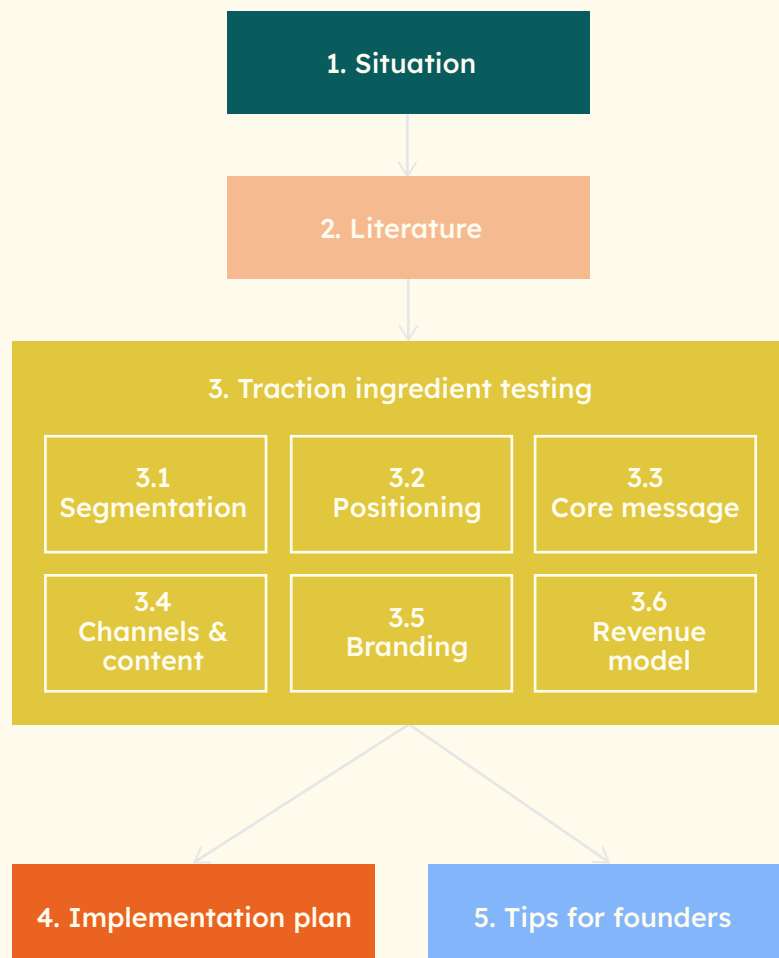 1. Situation
2. Literature
3. Traction ingredient testing
3.1
Segmentation
3.2
Positioning
3.3
Core message
3.4
Channels &
content
3.5
Branding
3.6
Revenue
model
4. Implementation plan
5. Tips for founders